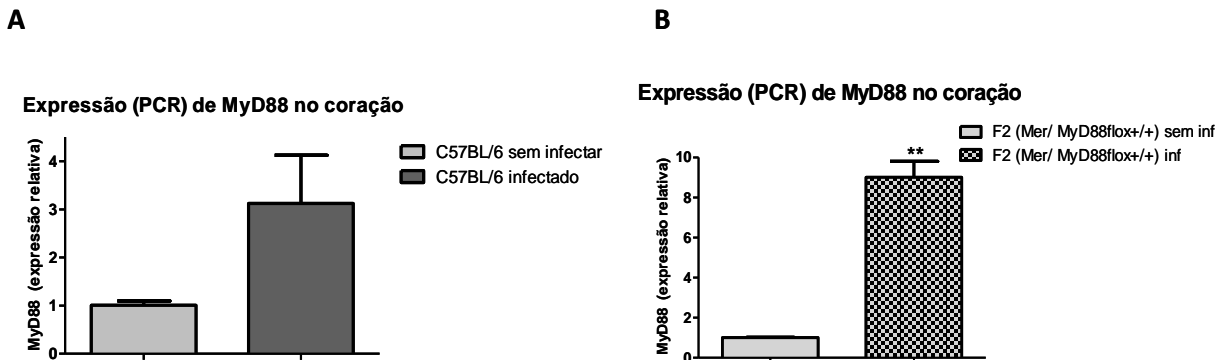 A
B
Expressão (PCR) de MyD88 no coração
C57BL/6 sem infectar
C57BL/6 infectado
MyD88 (expressão relativa)
4
3
2
1
0
Expressão (PCR) de MyD88 no coração
F2 (Mer/ MyD88flox+/+) sem inf
F2 (Mer/ MyD88flox+/+) inf
**
MyD88 (expressão relativa)
10
8
6
4
2
0